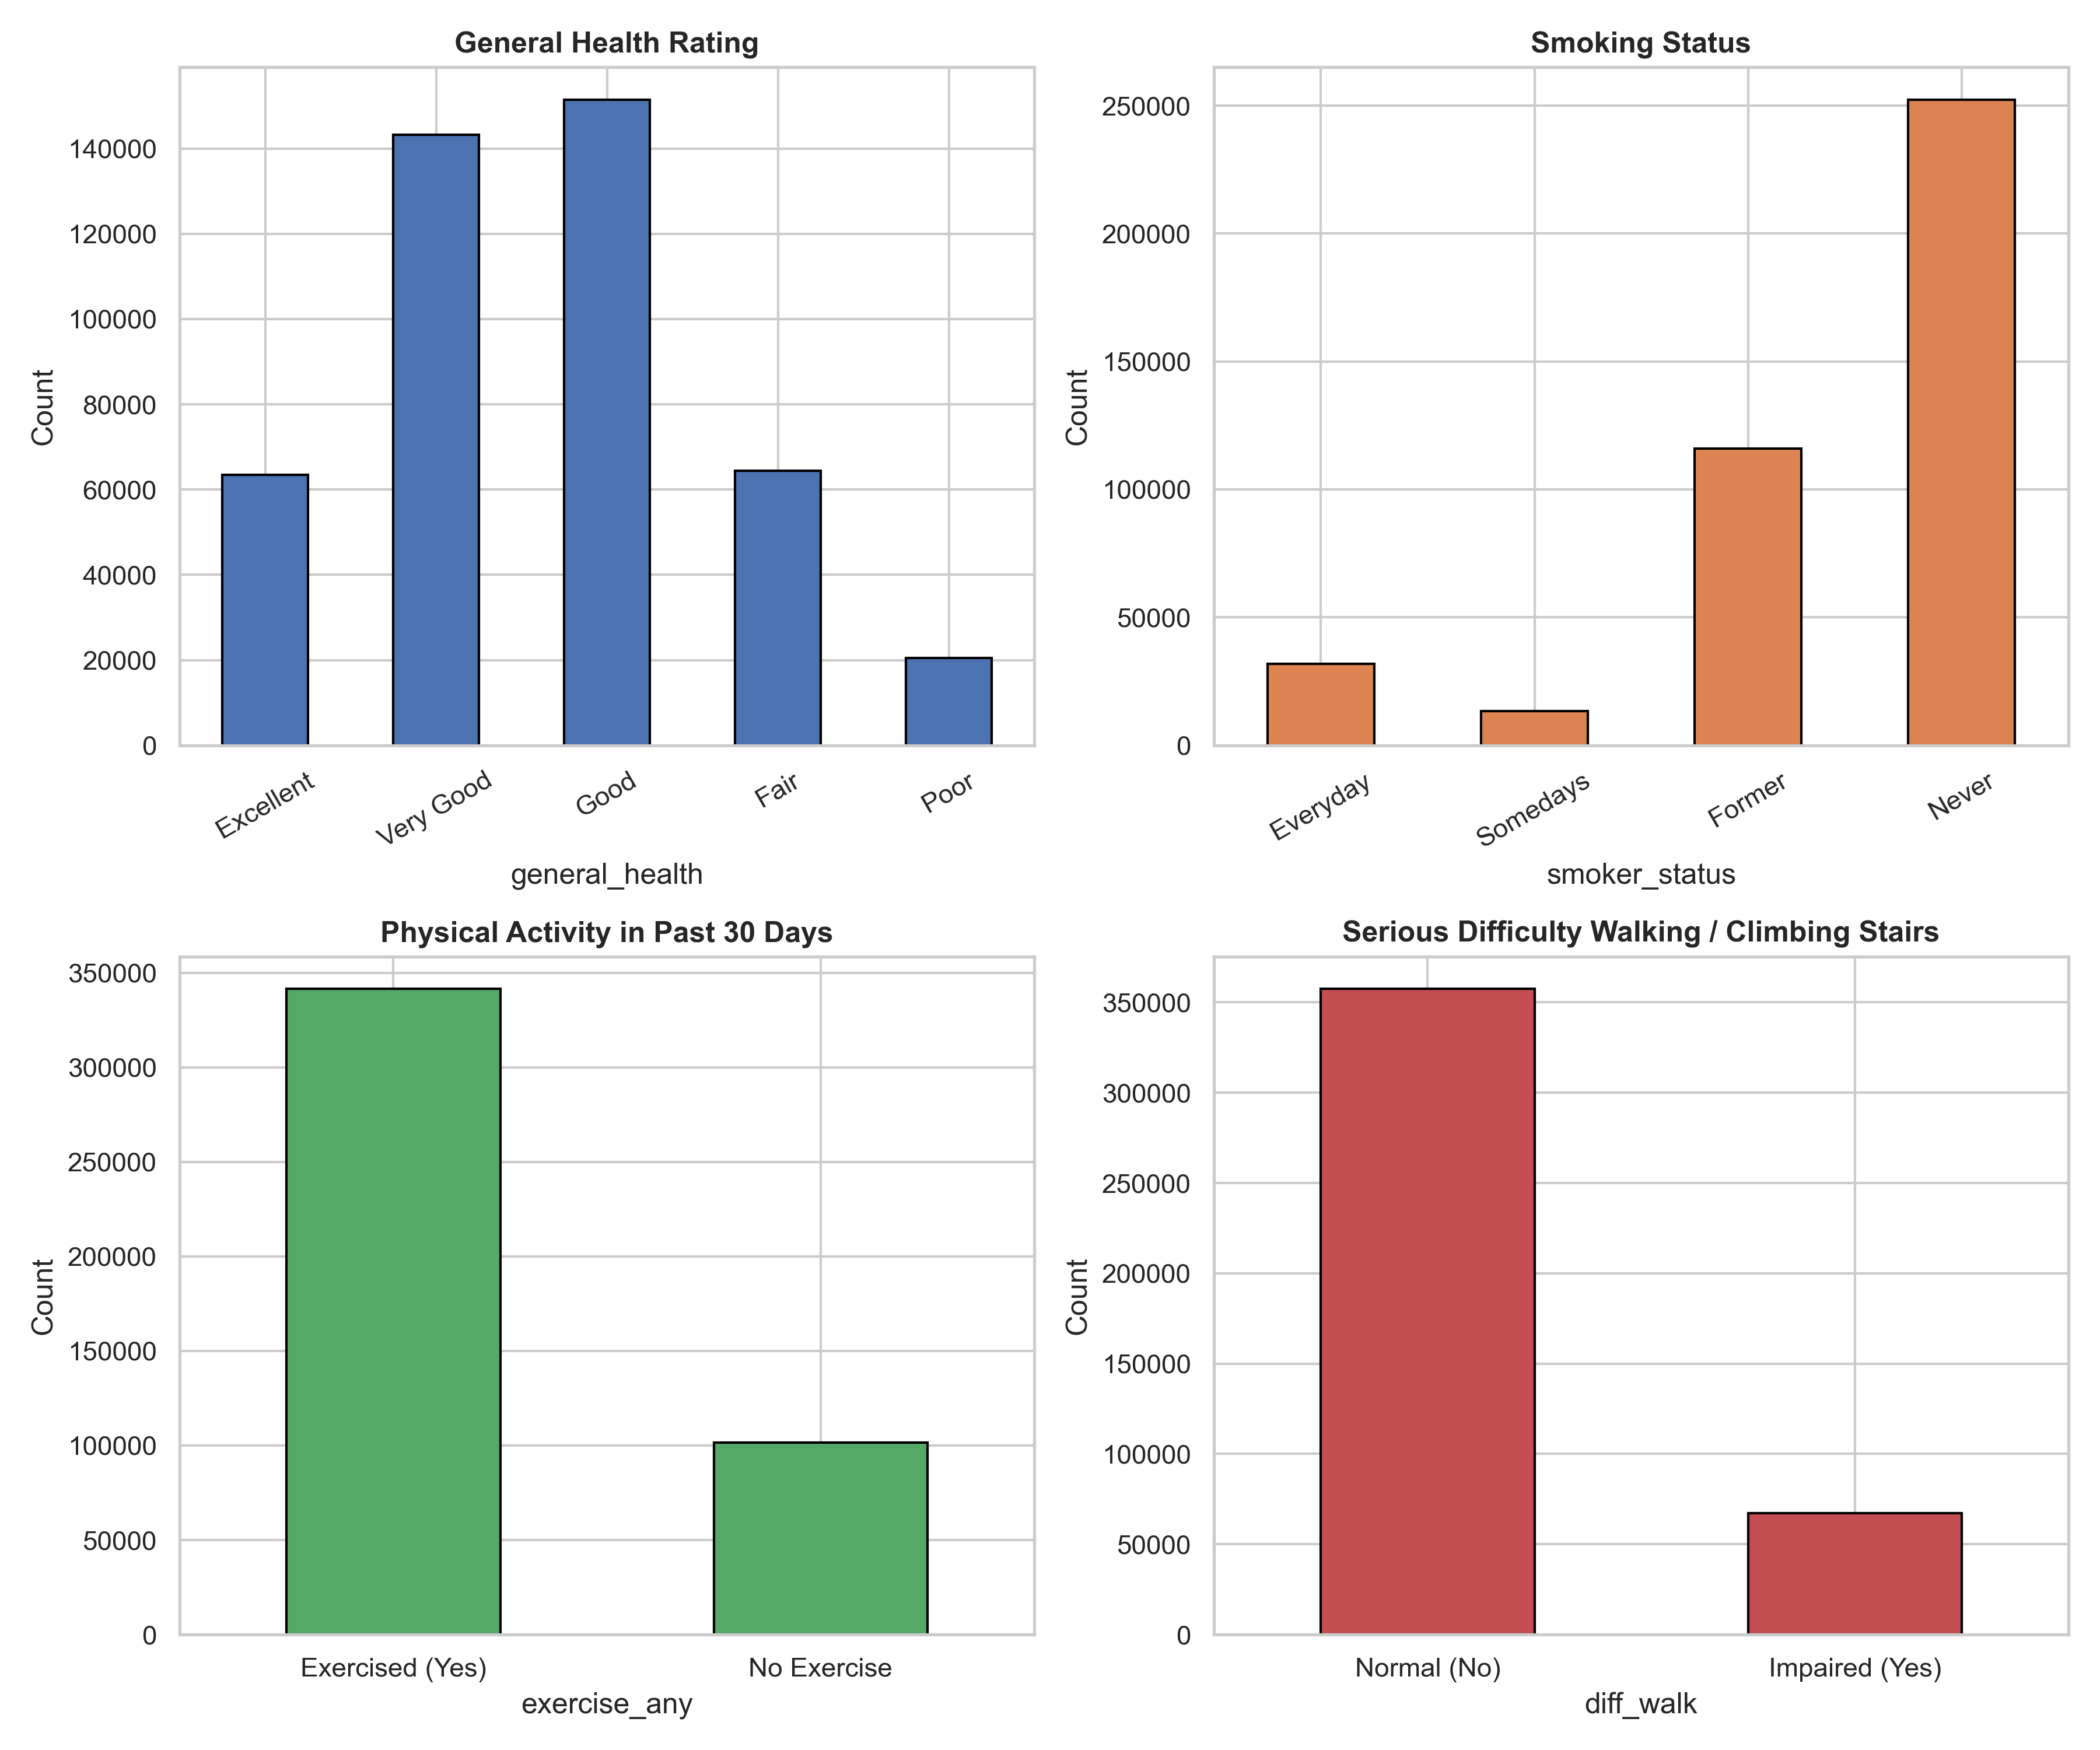 General Health Rating
Count
140000
120000
100000
80000
60000
40000
20000
0
Excellent
Very Good
Good
Fair
Poor
general_health
Smoking Status
Count
250000
200000
150000
100000
50000
0
Everyday
Somedays
Former
Never
smoker_status
Physical Activity in Past 30 Days
Count
350000
300000
250000
200000
150000
100000
50000
0
Exercised (Yes)
No Exercise
exercise_any
Serious Difficulty Walking / Climbing Stairs
Count
350000
300000
250000
200000
150000
100000
50000
0
Normal (No)
Impaired (Yes)
diff_walk